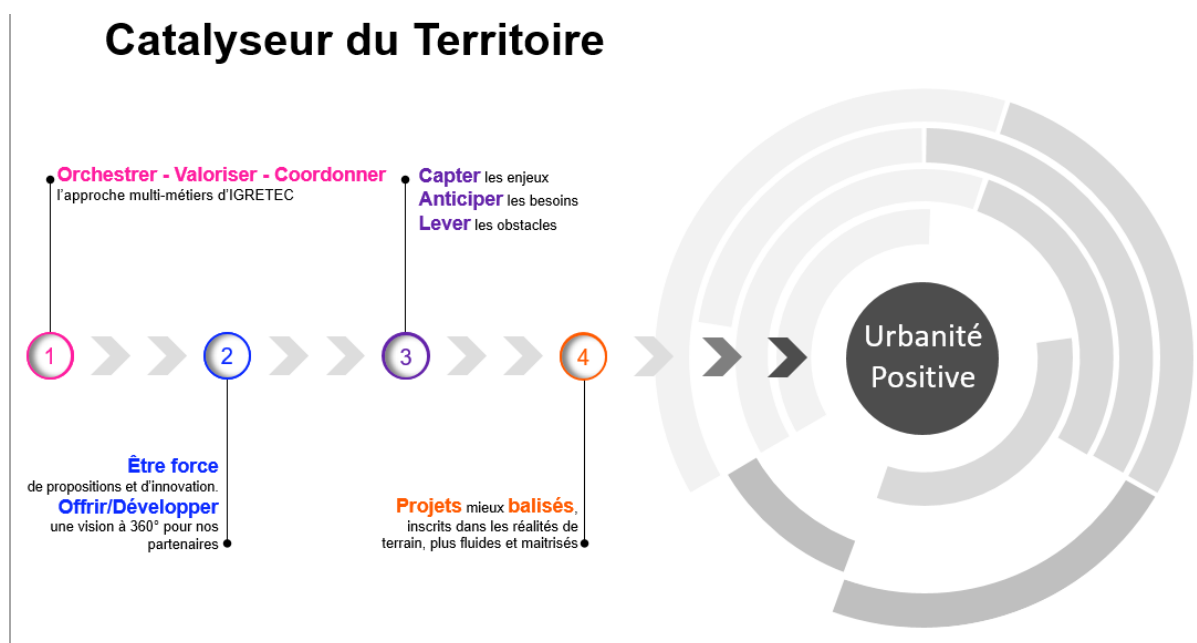 Catalyseur du Territoire
Orchestrer - Valoriser - Coordonner
l'approche multi-métiers d'IGRETEC
Capter les enjeux
Anticiper les besoins
Lever les obstacles
1
2
3
4
Urbanité
Positive
Être force
de propositions et d'innovation.
Offrir/Développer
une vision à 360° pour nos
partenaires
Projets mieux balisés,
inscrits dans les réalités de
terrain, plus fluides et maitrisés